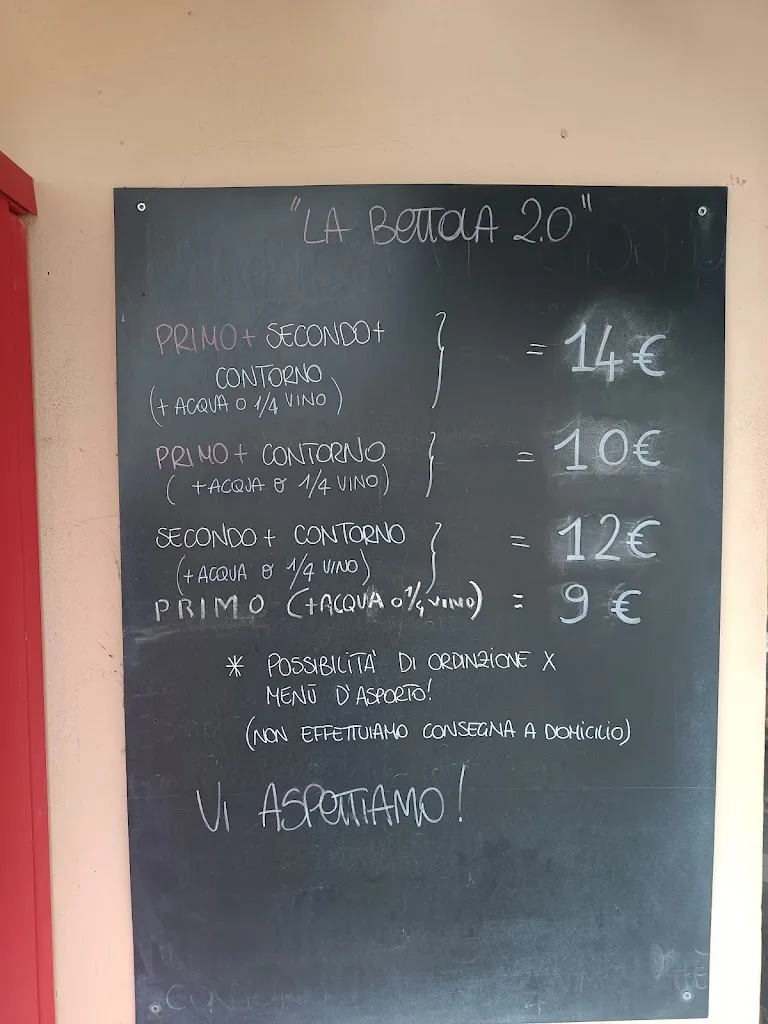 "LA BETTOLA 2.0"
PRIMO + SECONDO + } = 14€
CONTORNO
(+ ACQUA O 1/4 VINO)
PRIMO + CONTORNO } = 10€
( +ACQUA O 1/4 VINO)
SECONDO + CONTORNO } = 12€
(+ACQUA O 1/4 VINO)
PRIMO (+ACQUA O 1/4 VINO) = 9 €
* POSSIBILITA' DI ORDINZIONE X
MENÙ D'ASPORTO!
(NON EFFETTUIAMO CONSEGNA A DOMICILIO)
VI ASPETTIAMO!